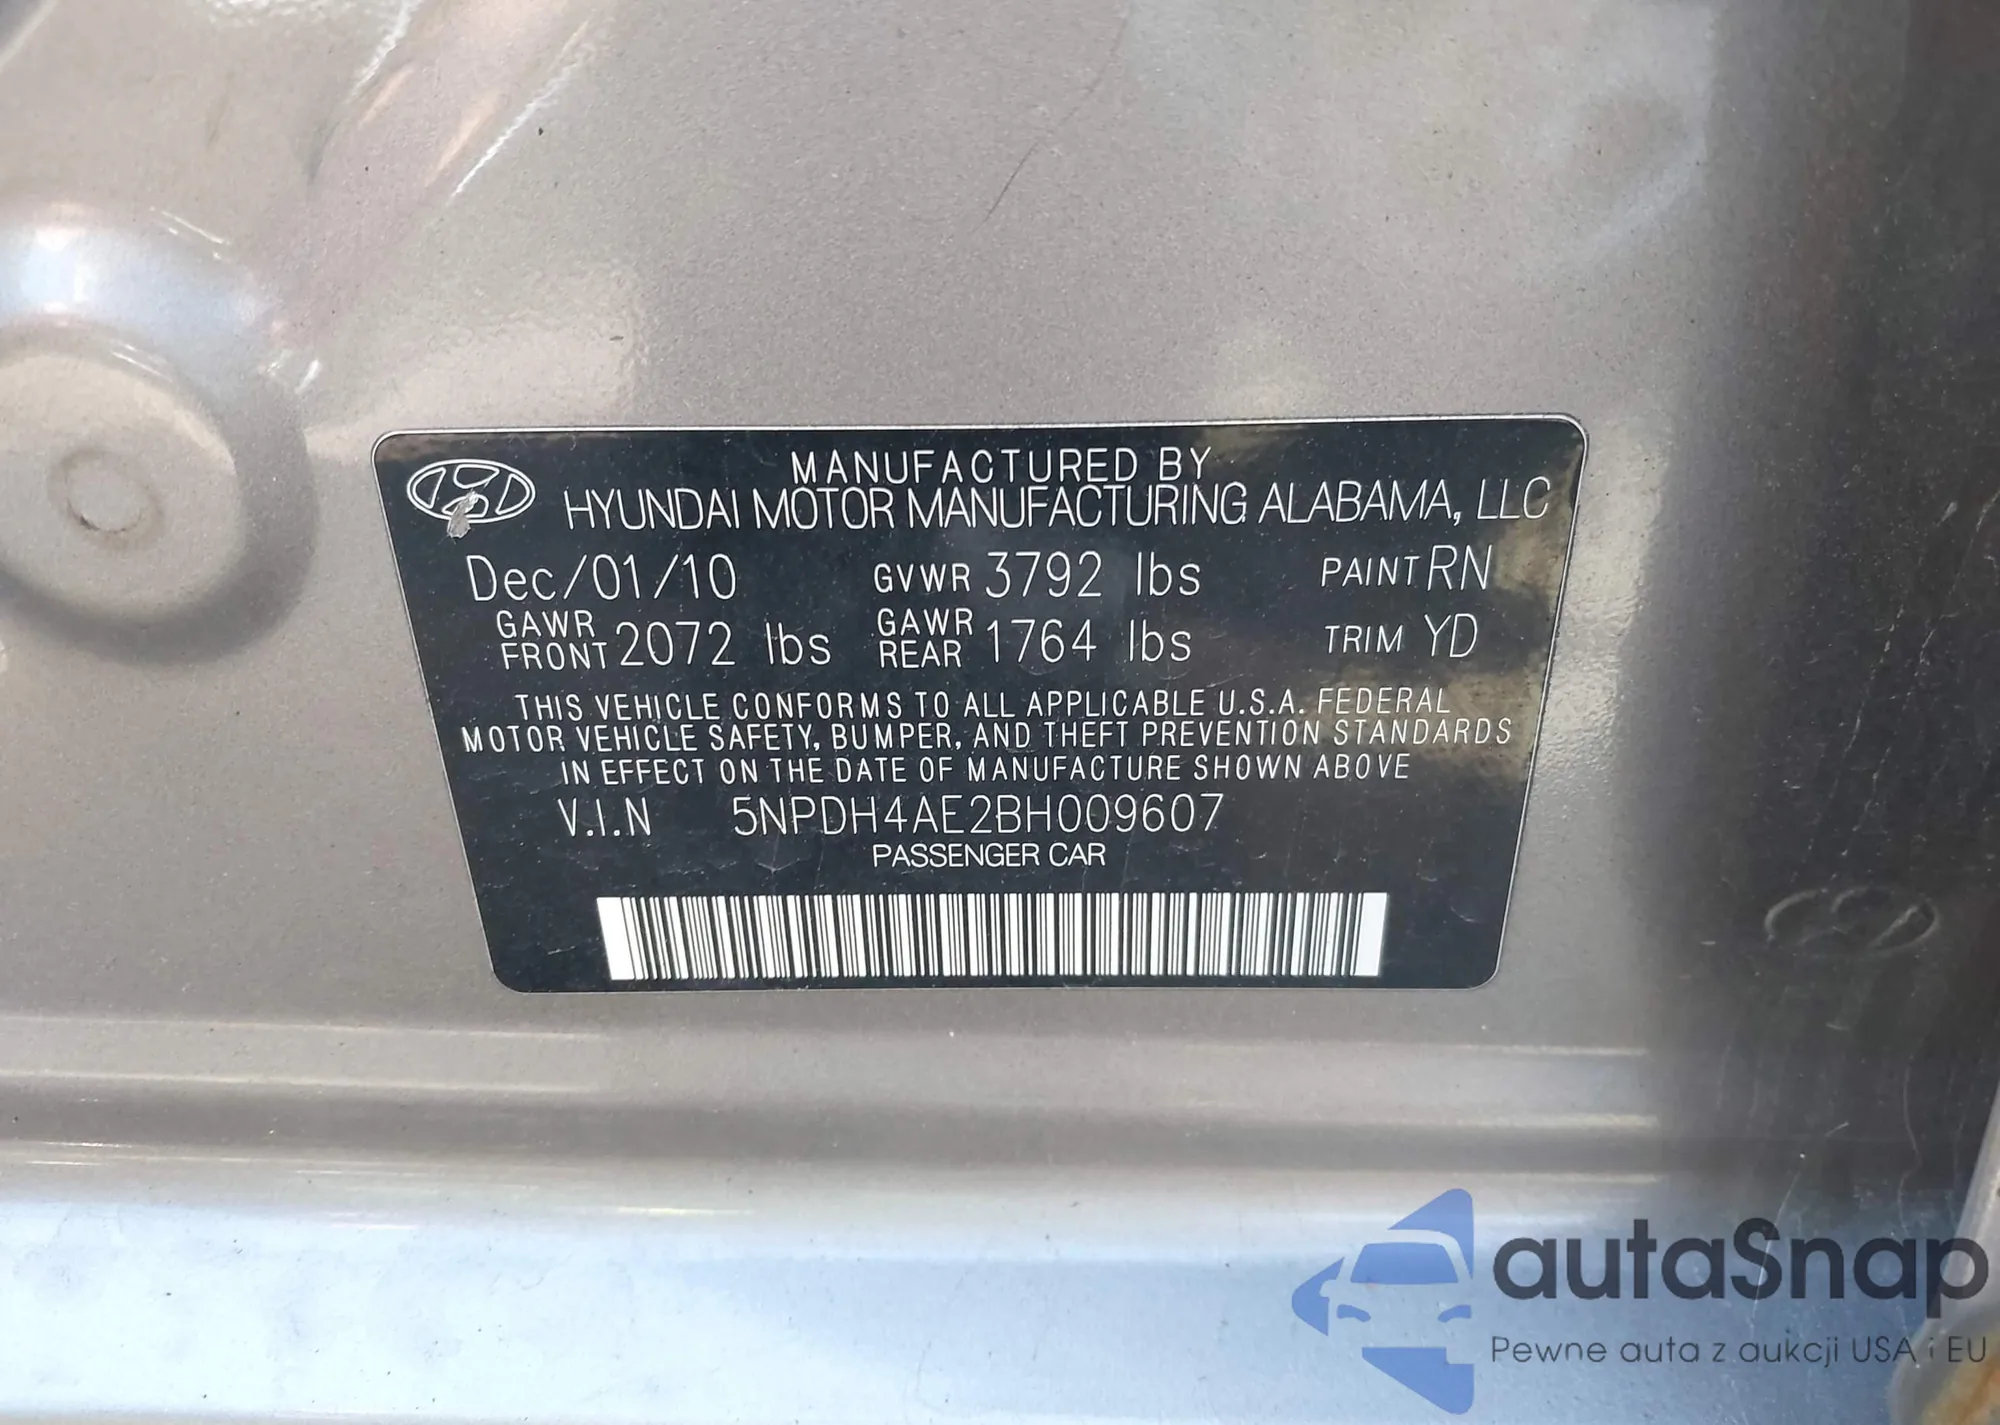 MANUFACTURED BY
HYUNDAI MOTOR MANUFACTURING ALABAMA, LLC
Dec/01/10 GVWR 3792 lbs PAINT RN
GAWR FRONT 2072 lbs GAWR REAR 1764 lbs TRIM YD
THIS VEHICLE CONFORMS TO ALL APPLICABLE U.S.A. FEDERAL
MOTOR VEHICLE SAFETY, BUMPER, AND THEFT PREVENTION STANDARDS
IN EFFECT ON THE DATE OF MANUFACTURE SHOWN ABOVE
V.I.N 5NPDH4AE2BH009607
PASSENGER CAR
autaSnap
Pewne auta z aukcji USA i EU